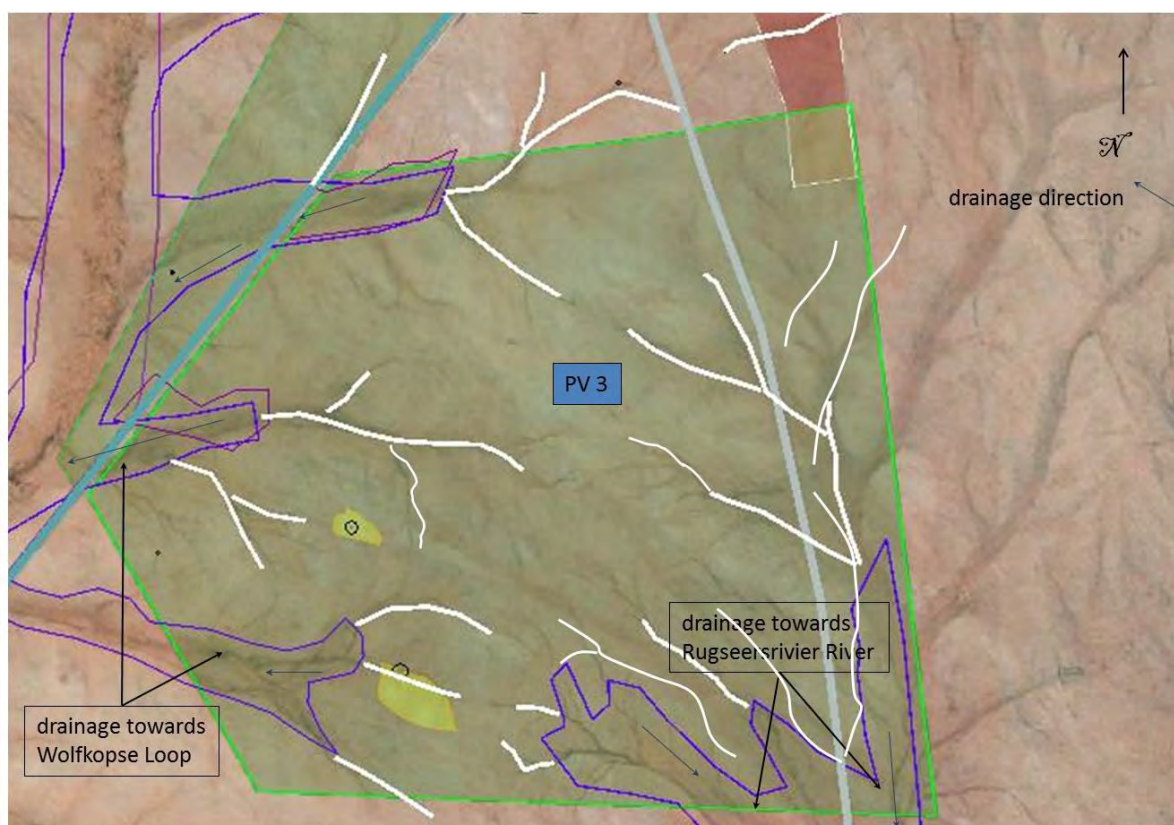 N
drainage direction
PV 3
drainage towards
Rugseersrivier River
drainage towards
Wolfkopse Loop